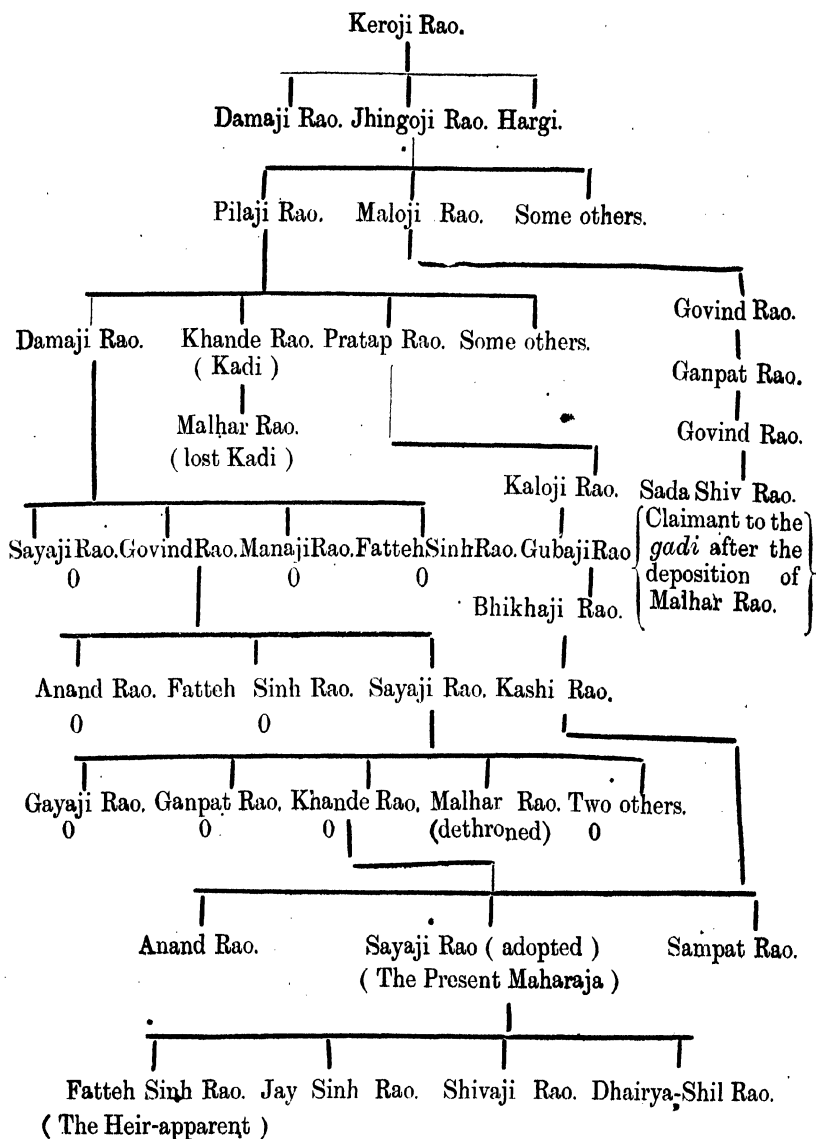 Keroji Rao.
Damaji Rao. Jhingoji Rao. Hargi.
Pilaji Rao. Maloji Rao. Some others.
Govind Rao.
Damaji Rao. Khande Rao. Pratap Rao. Some others.
( Kadi )
Ganpat Rao.
Malhar Rao.
( lost Kadi )
Govind Rao.
Kaloji Rao. Sada Shiv Rao.
Sayaji Rao. Govind Rao. Manaji Rao. Fatteh Sinh Rao. Gubaji Rao
0 0 0
Claimant to the
gadi after the
deposition of
Malhar Rao.
Bhikhaji Rao.
Anand Rao. Fatteh Sinh Rao. Sayaji Rao. Kashi Rao.
0 0
Gayaji Rao. Ganpat Rao. Khande Rao. Malhar Rao. Two others.
0 0 0 (dethroned) 0
Anand Rao. Sayaji Rao ( adopted ) Sampat Rao.
( The Present Maharaja )
Fatteh Sinh Rao. Jay Sinh Rao. Shivaji Rao. Dhairya-Shil Rao.
( The Heir-apparent )